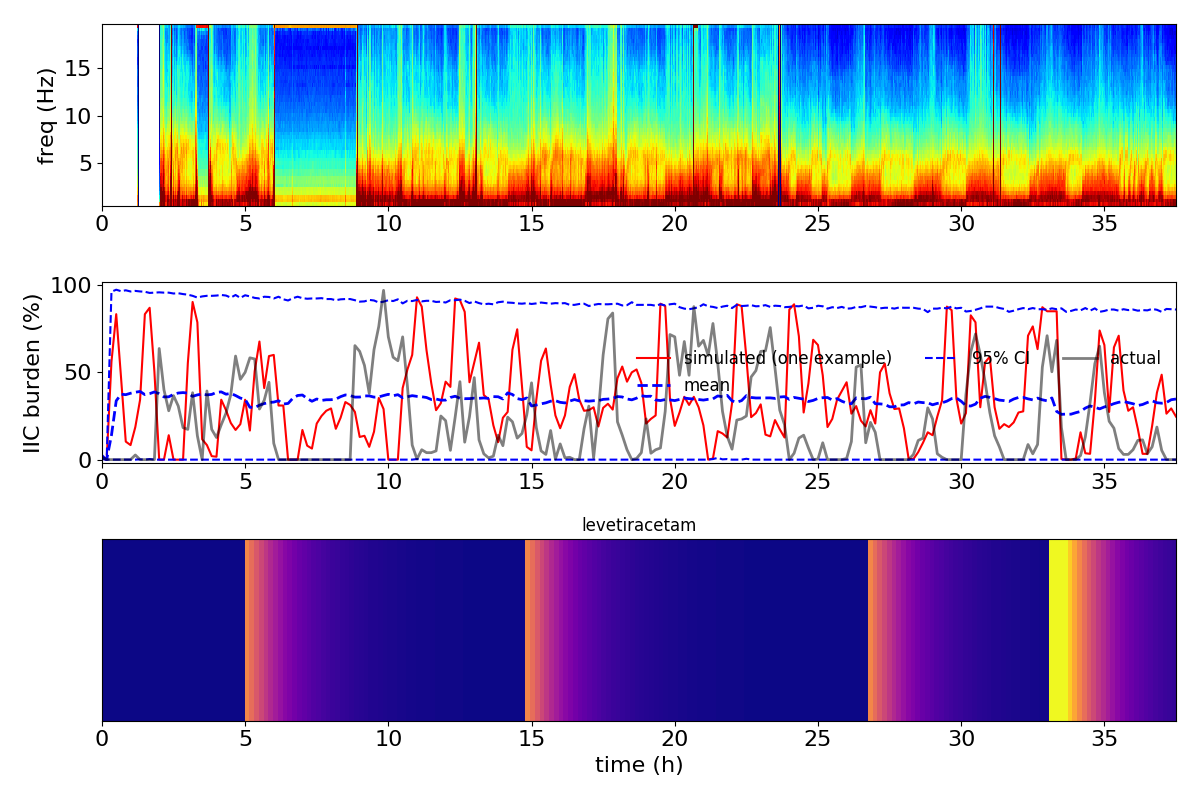 freq (Hz)
15
10
5
0 5 10 15 20 25 30 35
IIC burden (%)
100
50
0
simulated (one example) 95% CI actual
mean
0 5 10 15 20 25 30 35
levetiracetam
0 5 10 15 20 25 30 35
time (h)